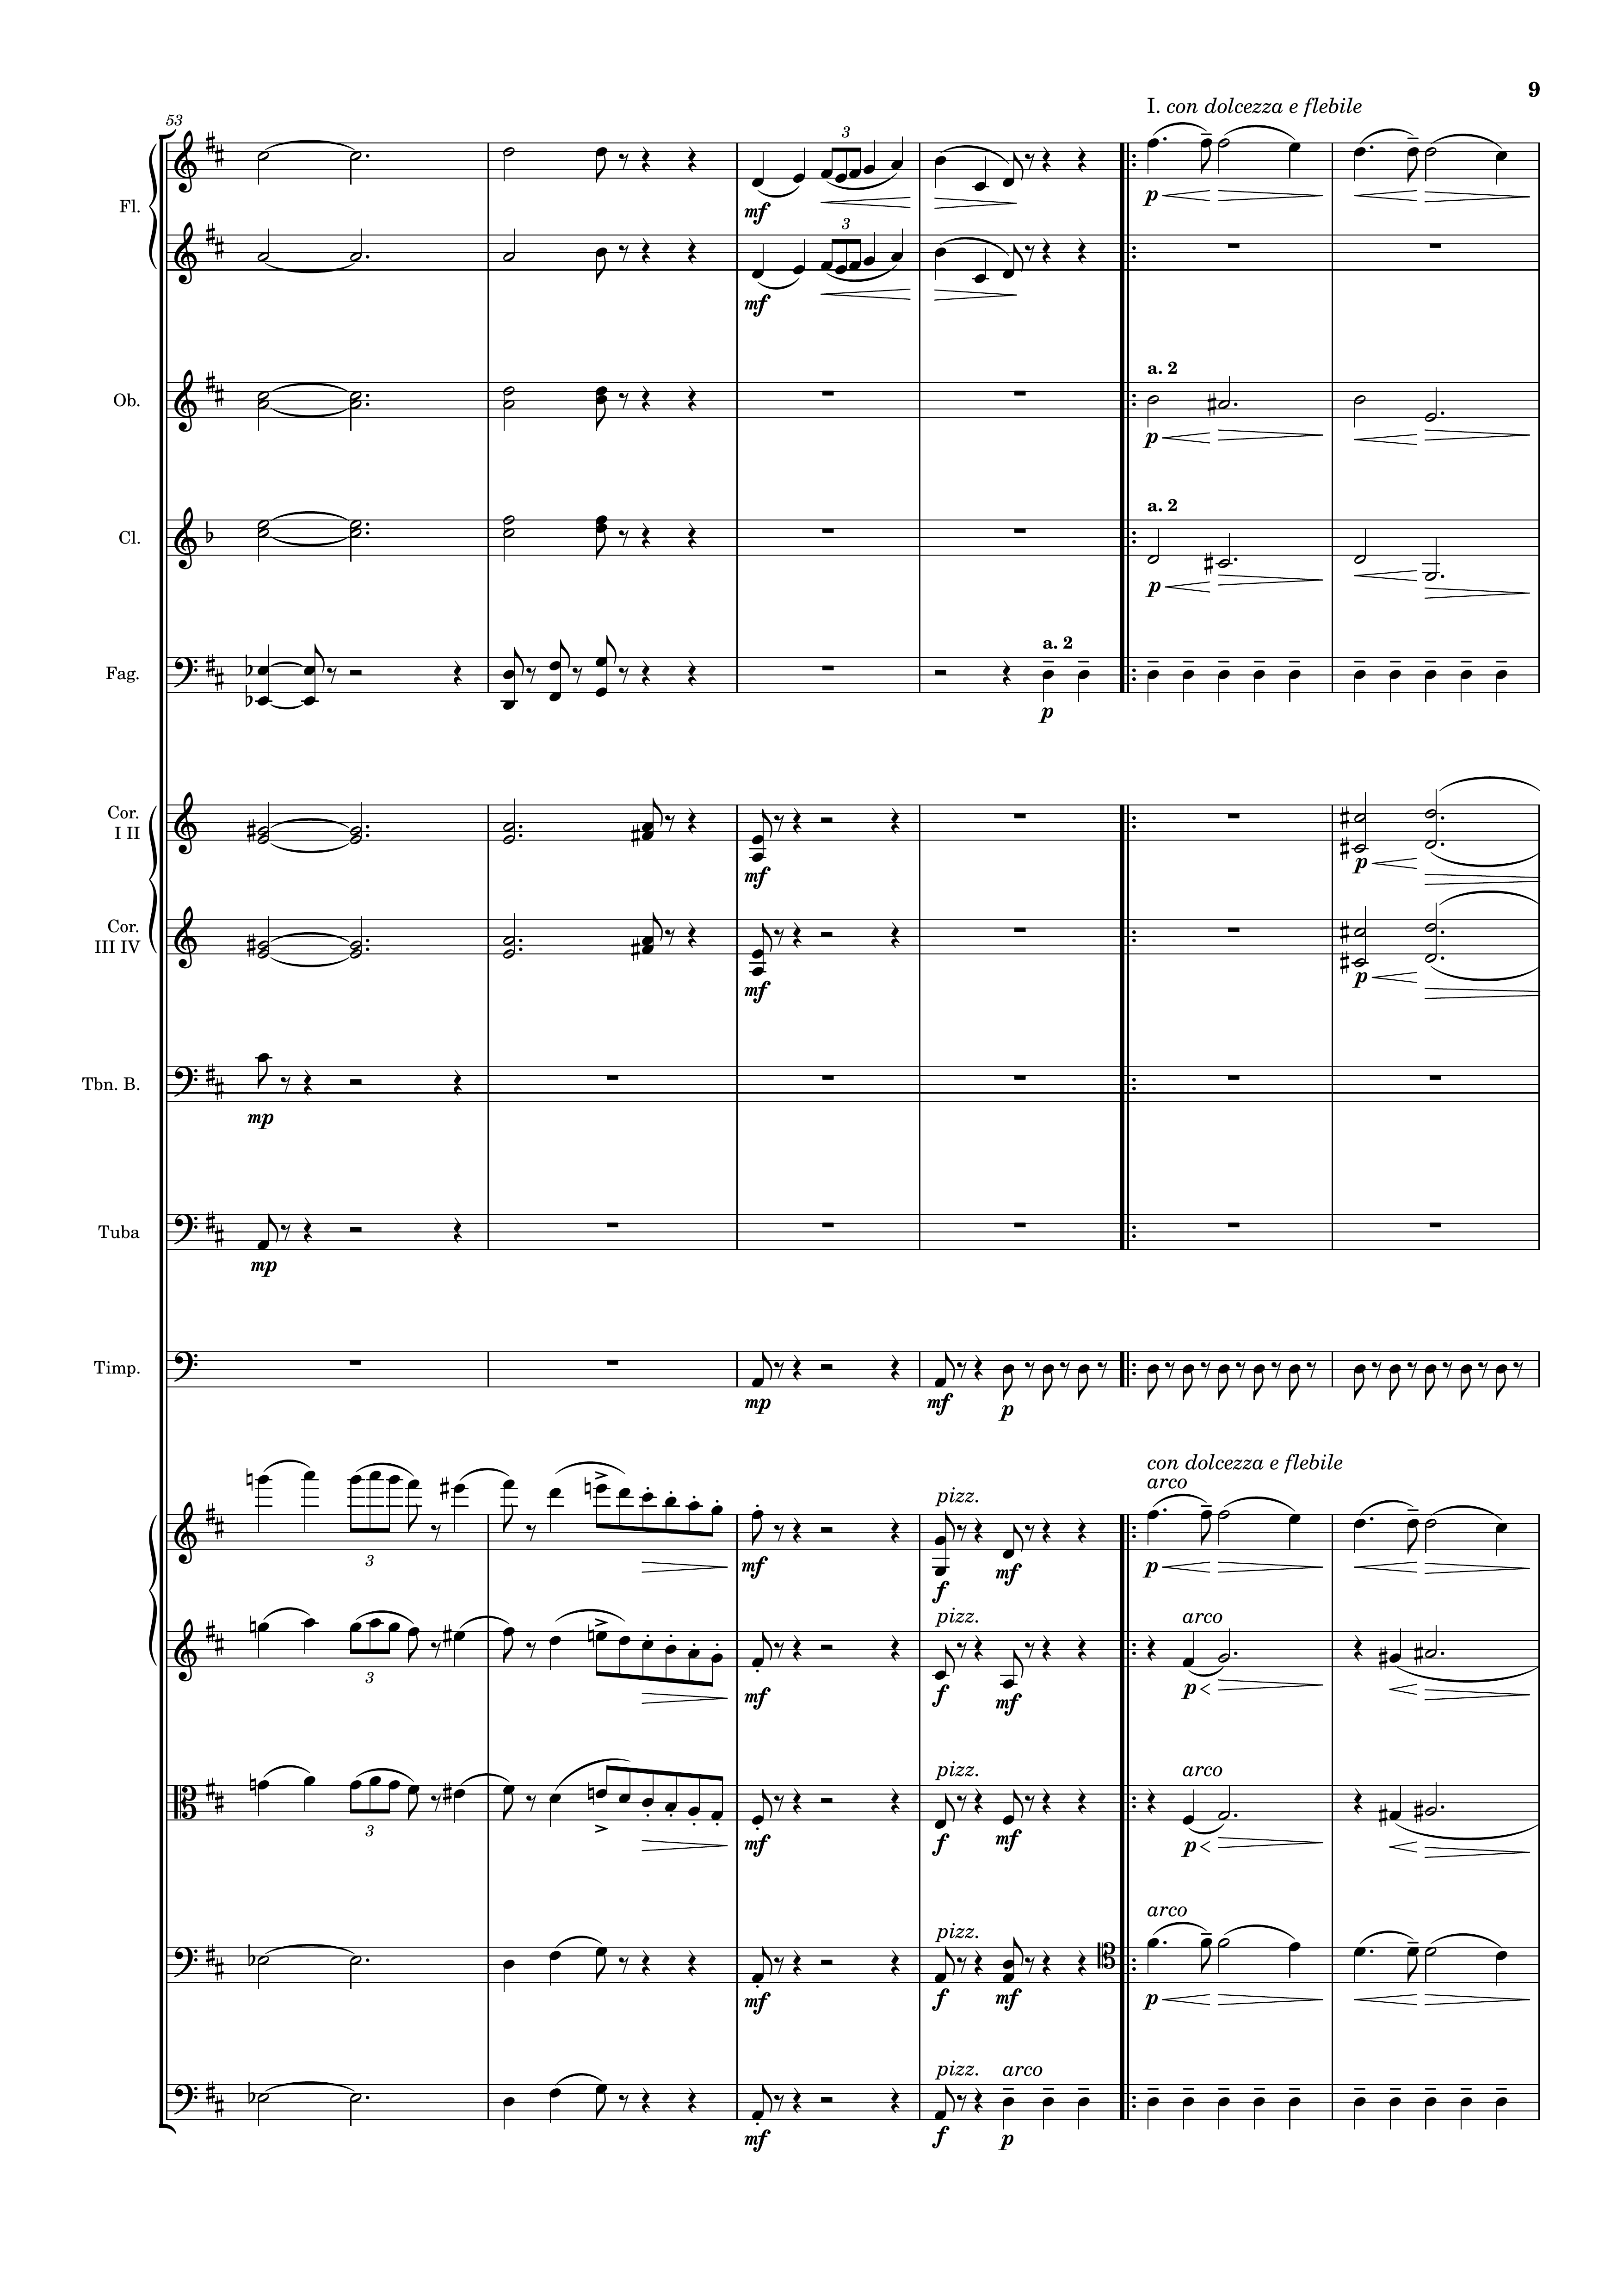 9
I. con dolcezza e flebile
53
3
Fl.
mf
p
3
mf
a. 2
Ob.
p
a. 2
Cl.
p
a. 2
Fag.
p
Cor.
I II
mf
p
Cor.
III IV
mf
p
Tbn. B.
mp
Tuba
mp
Timp.
mp
mf
p
con dolcezza e flebile
arco
pizz.
3
mf
f
mf
p
pizz.
arco
3
mf
f
mf
p
pizz.
arco
3
mf
f
mf
p
arco
pizz.
mf
f
mf
p
pizz.
arco
mf
f
p